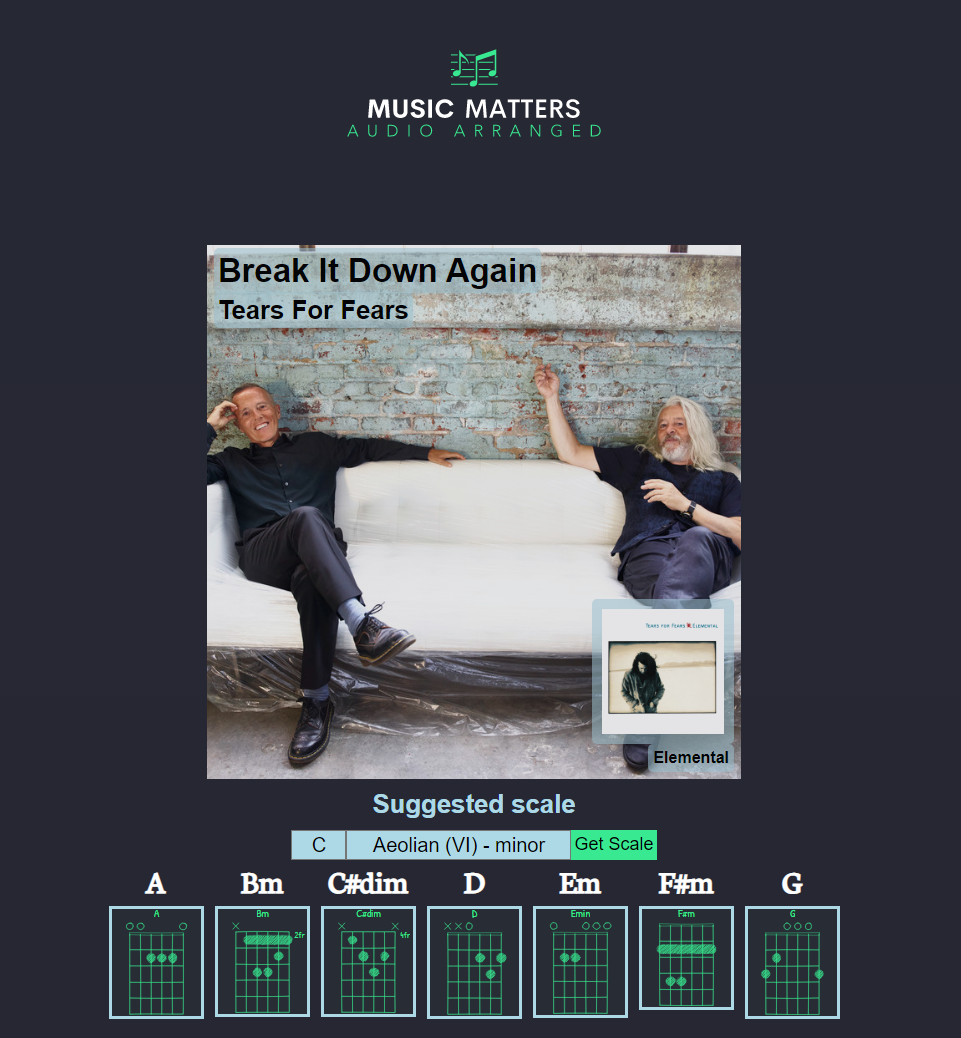 MUSIC MATTERS
AUDIO ARRANGED
Break It Down Again
Tears For Fears
TEARS FOR FEARS ELEMENTAL
Elemental
Suggested scale
C Aeolian (VI) - minor Get Scale
A Bm C#dim D Em F#m G
A Bm C#dim D Emin F#m G
2fr 4fr